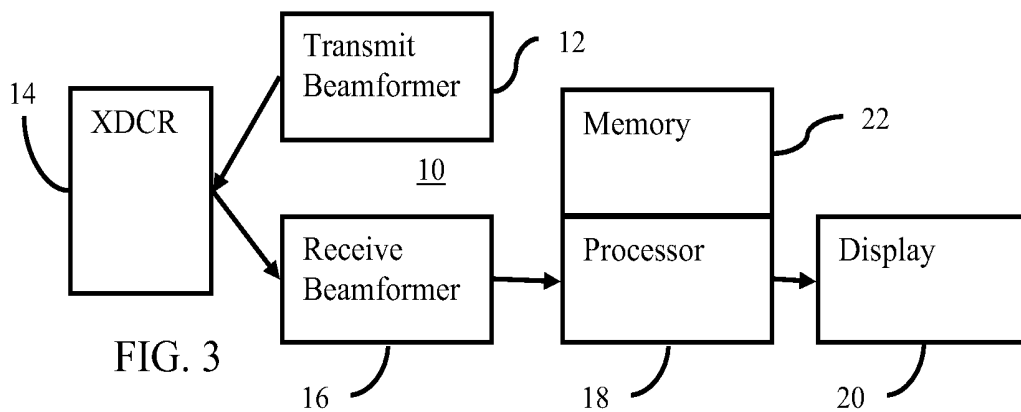 Transmit
Beamformer
12
14
XDCR
Memory
22
10
Receive
Beamformer
Processor
Display
FIG. 3
16
18
20